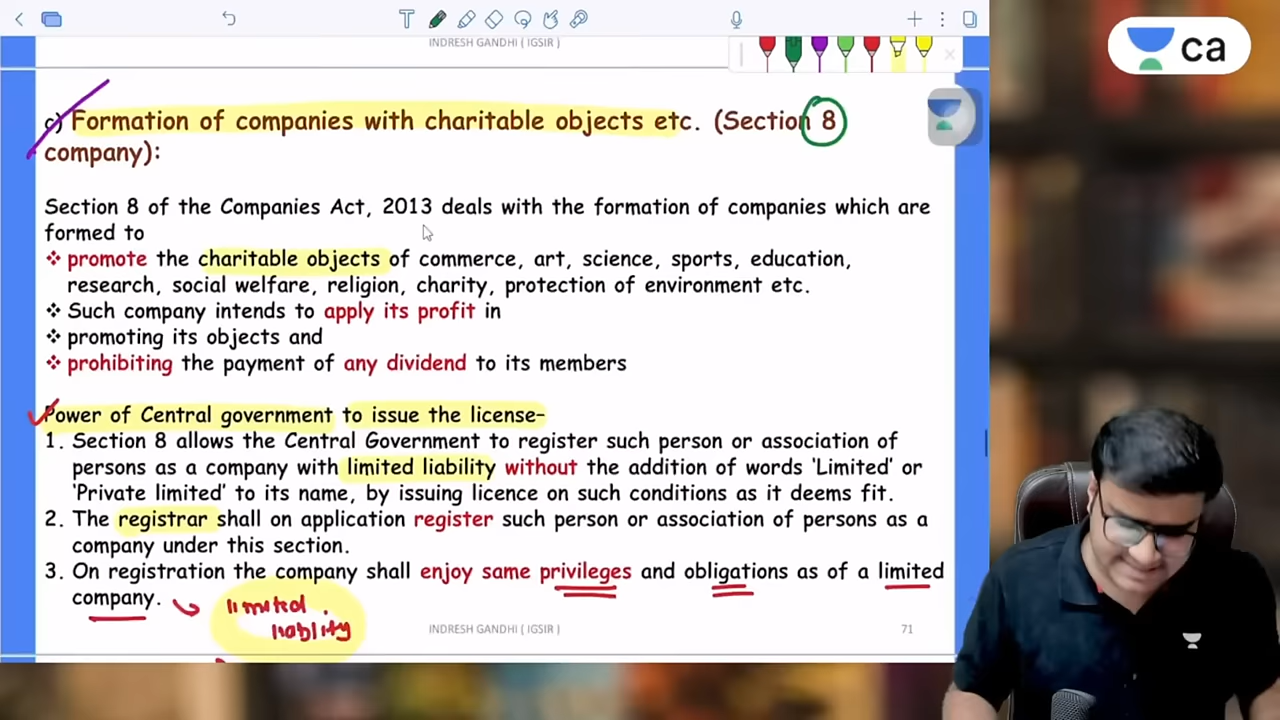 INDRESH GANDHI ( IGSIR )
ca
c) Formation of companies with charitable objects etc. (Section 8
company):
Section 8 of the Companies Act, 2013 deals with the formation of companies which are
formed to
❖ promote the charitable objects of commerce, art, science, sports, education,
research, social welfare, religion, charity, protection of environment etc.
❖ Such company intends to apply its profit in
❖ promoting its objects and
❖ prohibiting the payment of any dividend to its members
Power of Central government to issue the license-
1. Section 8 allows the Central Government to register such person or association of
persons as a company with limited liability without the addition of words ‘Limited’ or
‘Private limited’ to its name, by issuing licence on such conditions as it deems fit.
2. The registrar shall on application register such person or association of persons as a
company under this section.
3. On registration the company shall enjoy same privileges and obligations as of a limited
company.
limited
liablity
INDRESH GANDHI ( IGSIR )
71